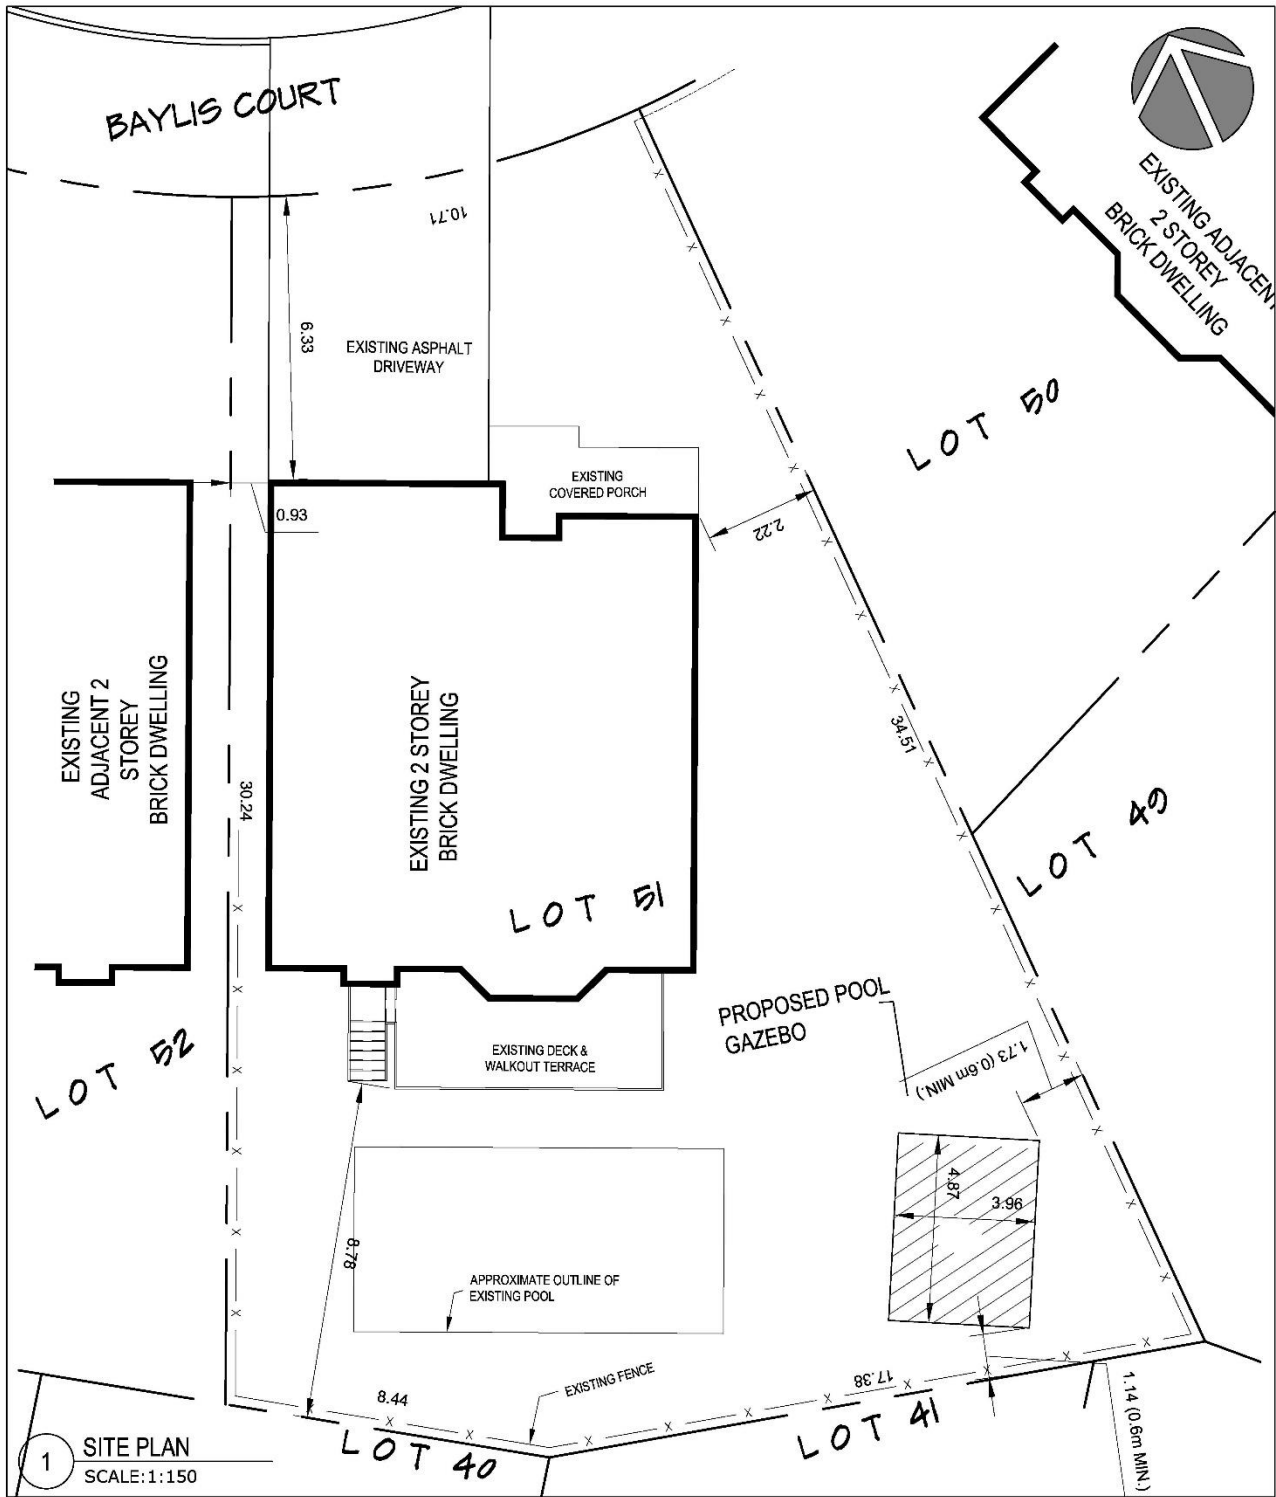 BAYLIS COURT
10.71
6.33
EXISTING ASPHALT
DRIVEWAY
EXISTING ADJACEN
2 STOREY
BRICK DWELLING
LOT 50
EXISTING
COVERED PORCH
0.93
2.22
EXISTING
ADJACENT 2
STOREY
BRICK DWELLING
30.24
EXISTING 2 STOREY
BRICK DWELLING
34.51
LOT 49
LOT 51
LOT 52
PROPOSED POOL
GAZEBO
EXISTING DECK &
WALKOUT TERRACE
1.73 (0.6m MIN.)
4.87
3.96
8.78
APPROXIMATE OUTLINE OF
EXISTING POOL
EXISTING FENCE
8.44
17.38
1.14 (0.6m MIN.)
LOT 41
LOT 40
1
SITE PLAN
SCALE:1:150